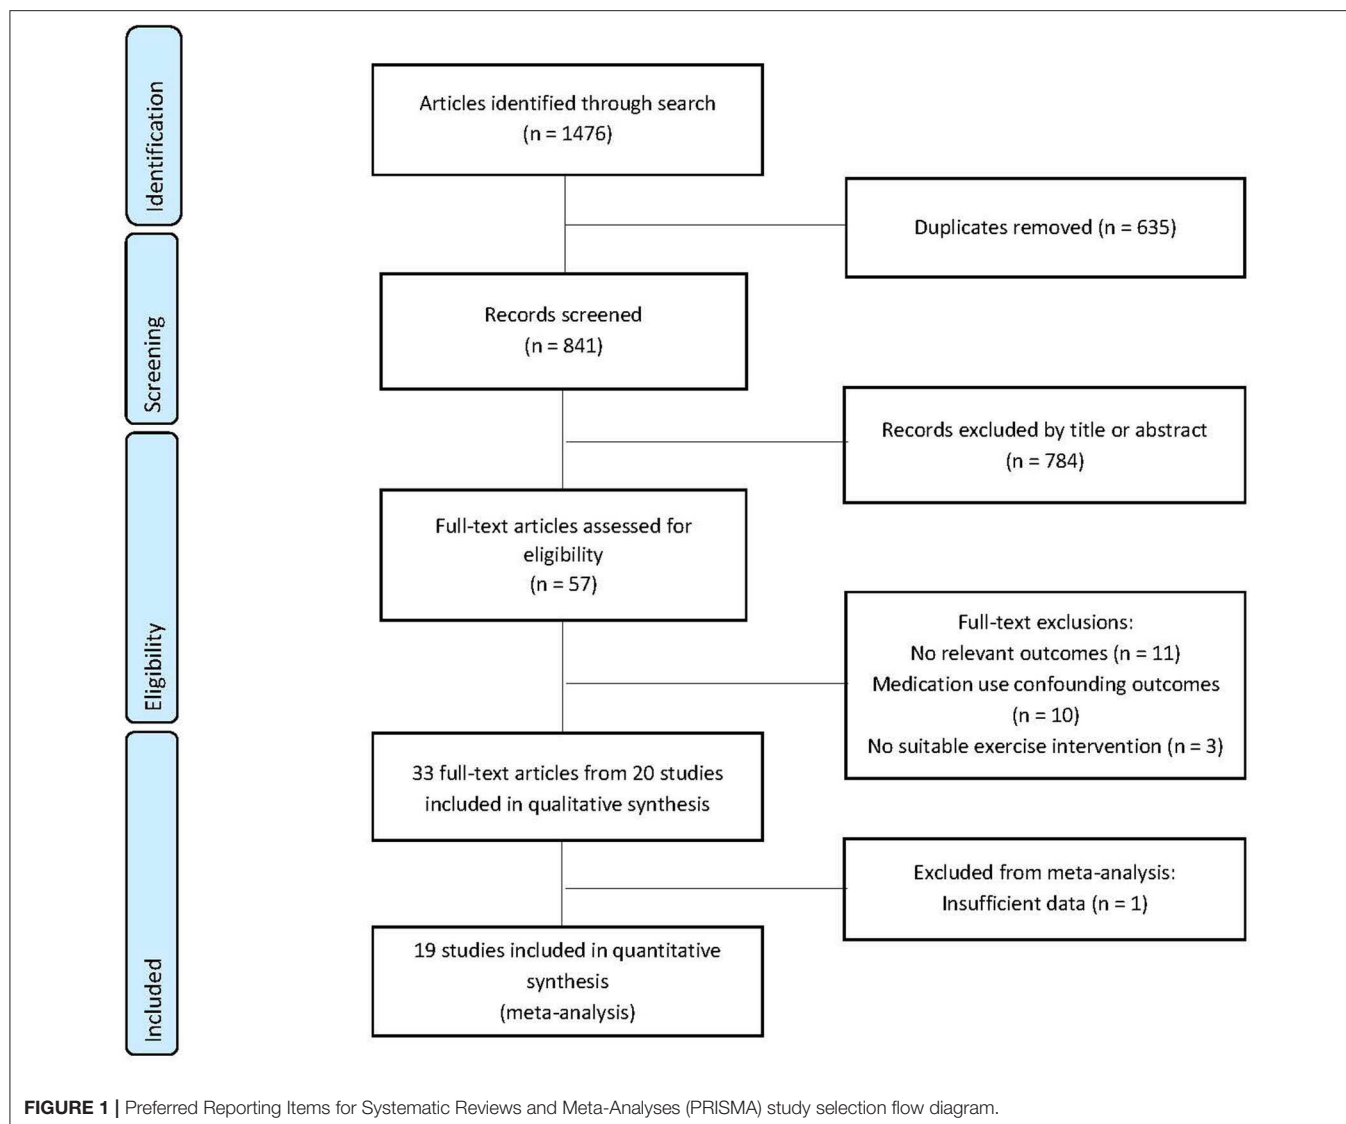 Identification
Articles identified through search
(n = 1476)
Duplicates removed (n = 635)
Screening
Records screened
(n = 841)
Records excluded by title or abstract
(n = 784)
Eligibility
Full-text articles assessed for
eligibility
(n = 57)
Full-text exclusions:
No relevant outcomes (n = 11)
Medication use confounding outcomes
(n = 10)
No suitable exercise intervention (n = 3)
Included
33 full-text articles from 20 studies
included in qualitative synthesis
Excluded from meta-analysis:
Insufficient data (n = 1)
19 studies included in quantitative
synthesis
(meta-analysis)
FIGURE 1 | Preferred Reporting Items for Systematic Reviews and Meta-Analyses (PRISMA) study selection flow diagram.